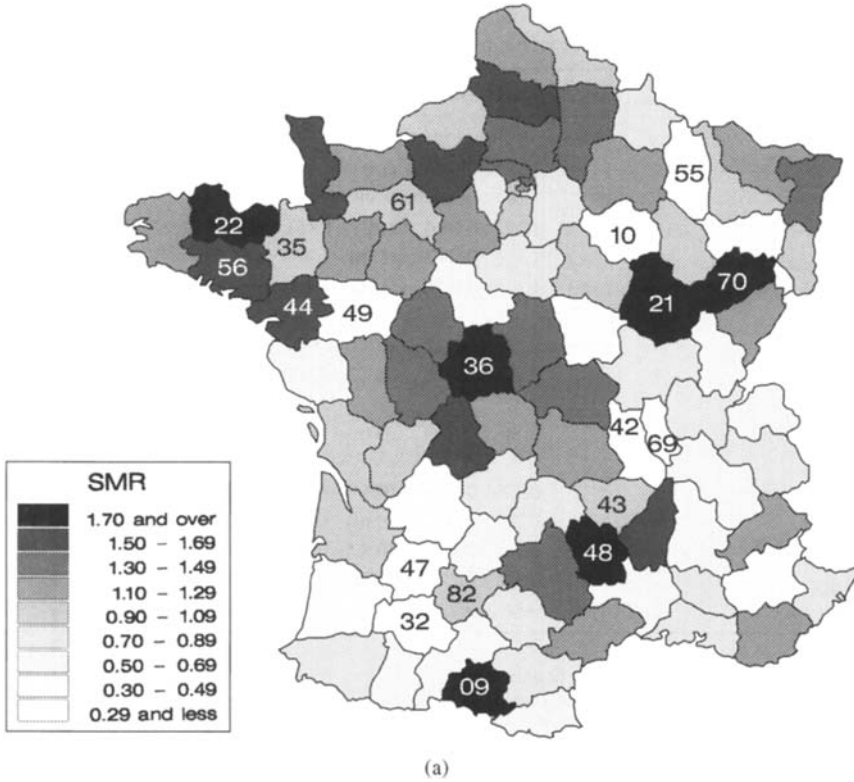 55
61
22
35
10
56
70
21
44
49
36
42
69
43
48
47
82
32
09
SMR
1.70 and over
1.50 – 1.69
1.30 – 1.49
1.10 – 1.29
0.90 – 1.09
0.70 – 0.89
0.50 – 0.69
0.30 – 0.49
0.29 and less
(a)